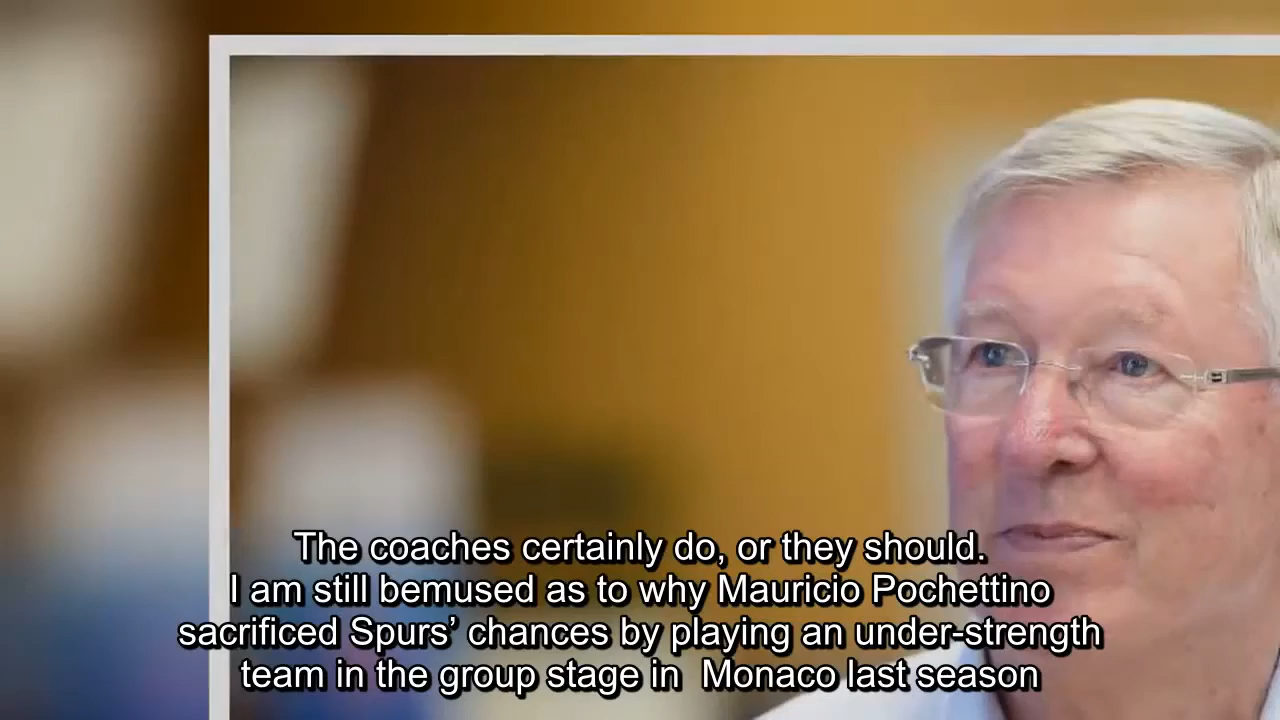 The coaches certainly do, or they should.
I am still bemused as to why Mauricio Pochettino
sacrificed Spurs’ chances by playing an under-strength
team in the group stage in  Monaco last season